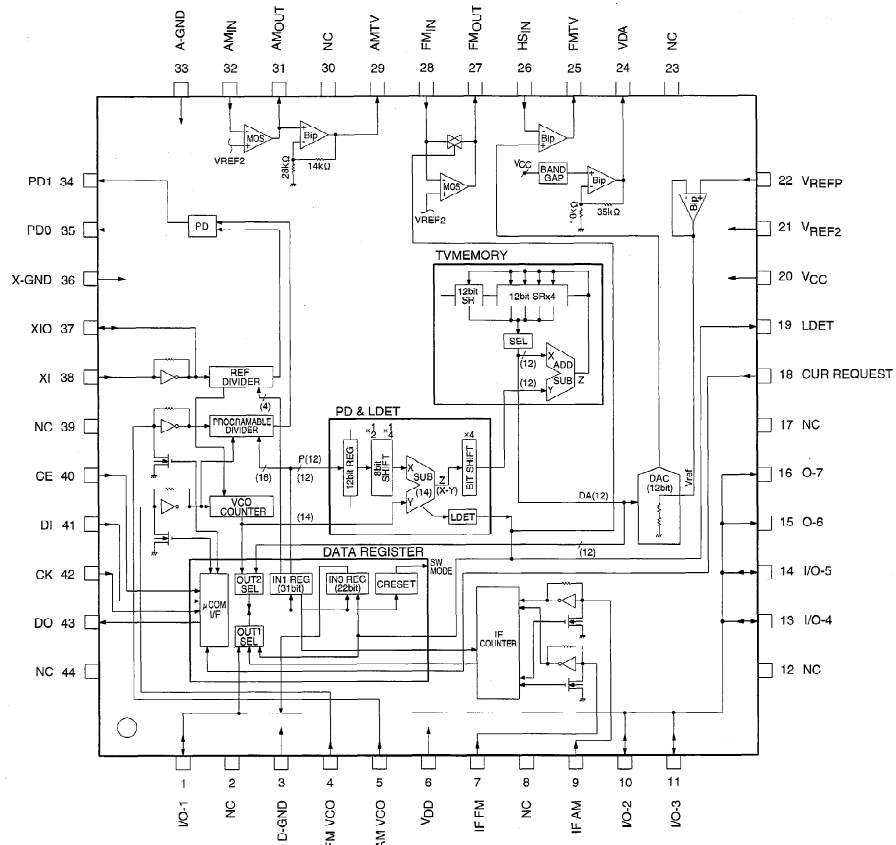 A-GND AMIN AMOUT NC AMTV FMIN FMOUT HSIN FMTV VDA NC
33 32 31 30 29 28 27 26 25 24 23
MOS
Bip
VREF2
28kΩ
14kΩ
MOS
VREF2
Bip
VCC
BAND GAP
Bip
35kΩ
Bip
PD1 34
PD0 35
X-GND 36
XIO 37
XI 38
NC 39
CE 40
DI 41
CK 42
DO 43
NC 44
22 VREFP
21 VREF2
20 VCC
19 LDET
18 CUR REQUEST
17 NC
16 O-7
15 O-6
14 I/O-5
13 I/O-4
12 NC
PD
TVMEMORY
12bit SR
12bit SRx4
SEL
(12)
X
ADD
SUB
Z
(12)
Y
REF DIVIDER
(4)
PROGRAMABLE DIVIDER
(16)
P(12)
(12)
VCO COUNTER
(14)
PD & LDET
×1/2 ×1/4
×4
12bit REG
8bit SHIFT
X
SUB
(14)
Y
Z
(X-Y)
BIT SHIFT
LDET
DAC
(12bit)
Vref
DA(12)
(12)
DATA REGISTER
SW MODE
μCOM I/F
OUT2 SEL
IN1 REG (31bit)
IN3 REG (22bit)
CRESET
OUT1 SEL
IF COUNTER
1 2 3 4 5 6 7 8 9 10 11
I/O-1 NC D-GND FM VCO AM VCO VDD IF FM NC IF AM I/O-2 I/O-3